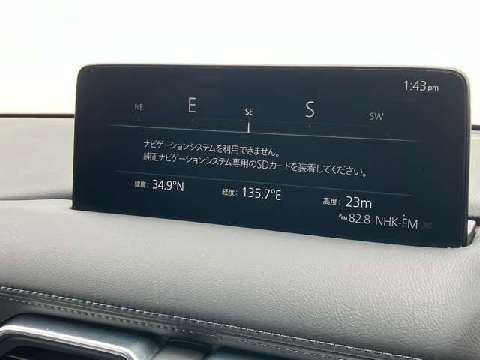 1:43 pm
NE E SE S SW
ナビゲーションシステムを利用できません。
純正ナビゲーションシステム専用のSDカードを装着してください。
緯度: 34.9°N 経度: 135.7°E 高度: 23m
FM 82.8 NHK-FM